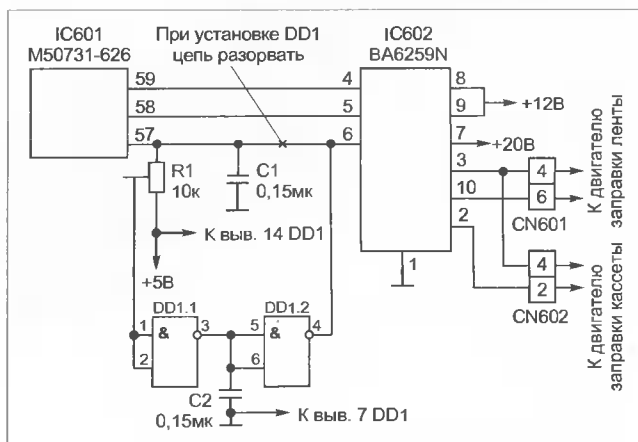 IC601
M50731-626
При установке DD1
цепь разорвать
IC602
BA6259N
59
58
57
4
5
6
8
9
7
3
10
2
1
+12В
+20В
R1
10к
C1
0,15мк
К выв. 14 DD1
+5В
4
6
CN601
4
2
CN602
К двигателю
заправки ленты
К двигателю
заправки кассеты
DD1.1
1
2
&
3
DD1.2
5
6
&
4
C2
0,15мк
К выв. 7 DD1